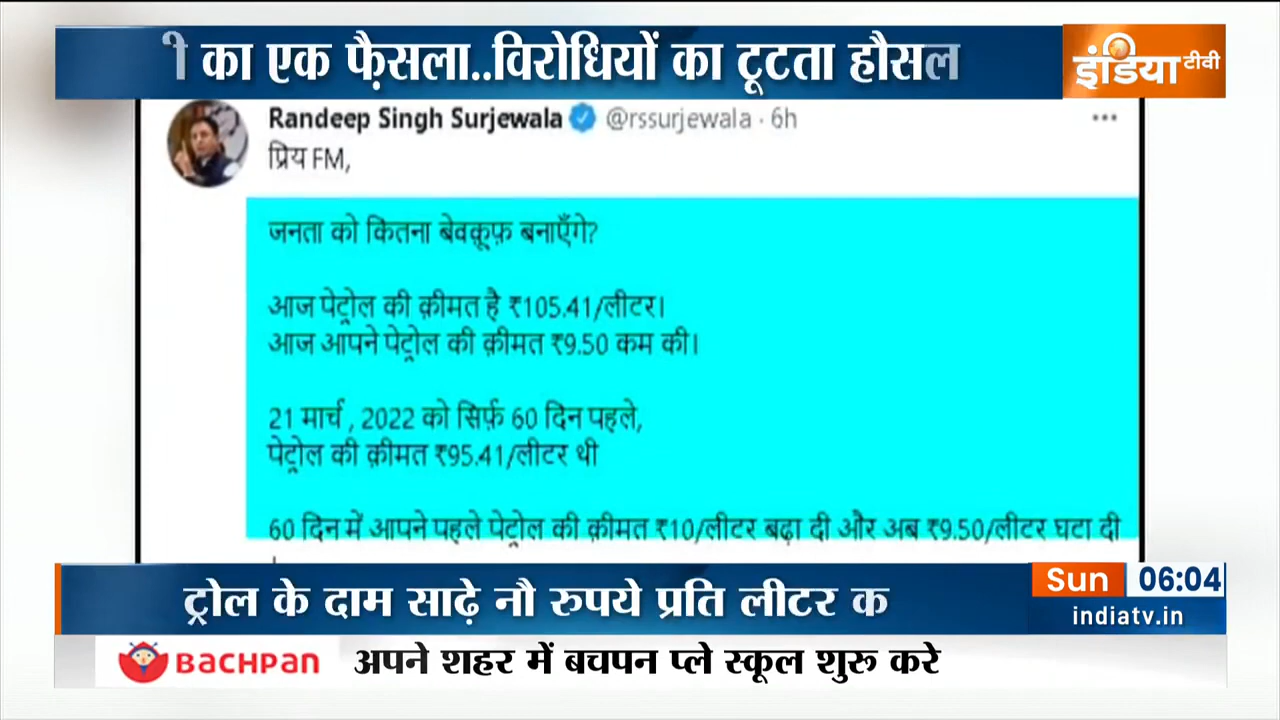 ी का एक फ़ैसला..विरोधियों का टूटता हौसल
इंडिया टीवी
Randeep Singh Surjewala @rssurjewala · 6h
प्रिय FM,
जनता को कितना बेवक़ूफ़ बनाएँगे?
आज पेट्रोल की क़ीमत है ₹105.41/लीटर।
आज आपने पेट्रोल की क़ीमत ₹9.50 कम की।
21 मार्च , 2022 को सिर्फ़ 60 दिन पहले,
पेट्रोल की क़ीमत ₹95.41/लीटर थी
60 दिन में आपने पहले पेट्रोल की क़ीमत ₹10/लीटर बढ़ा दी और अब ₹9.50/लीटर घटा दी
ट्रोल के दाम साढ़े नौ रुपये प्रति लीटर क
Sun 06:04
indiatv.in
BACHPAN अपने शहर में बचपन प्ले स्कूल शुरू करे